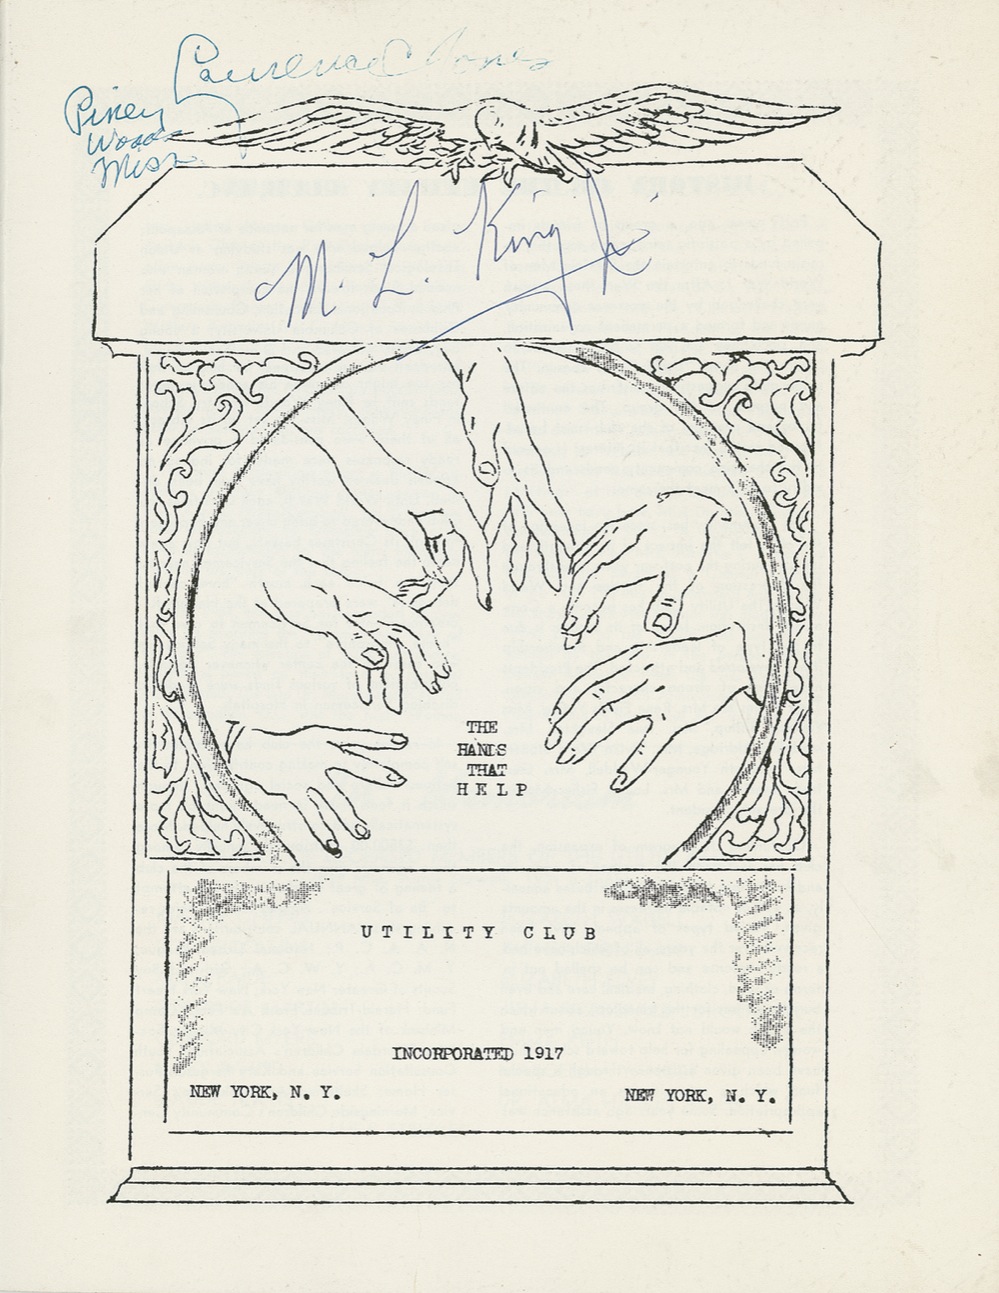 Laurence C Jones
Piney
Woods
Miss
M. L. King Jr.
THE
HANDS
THAT
HELP
UTILITY CLUB
INCORPORATED 1917
NEW YORK, N. Y. NEW YORK, N. Y.